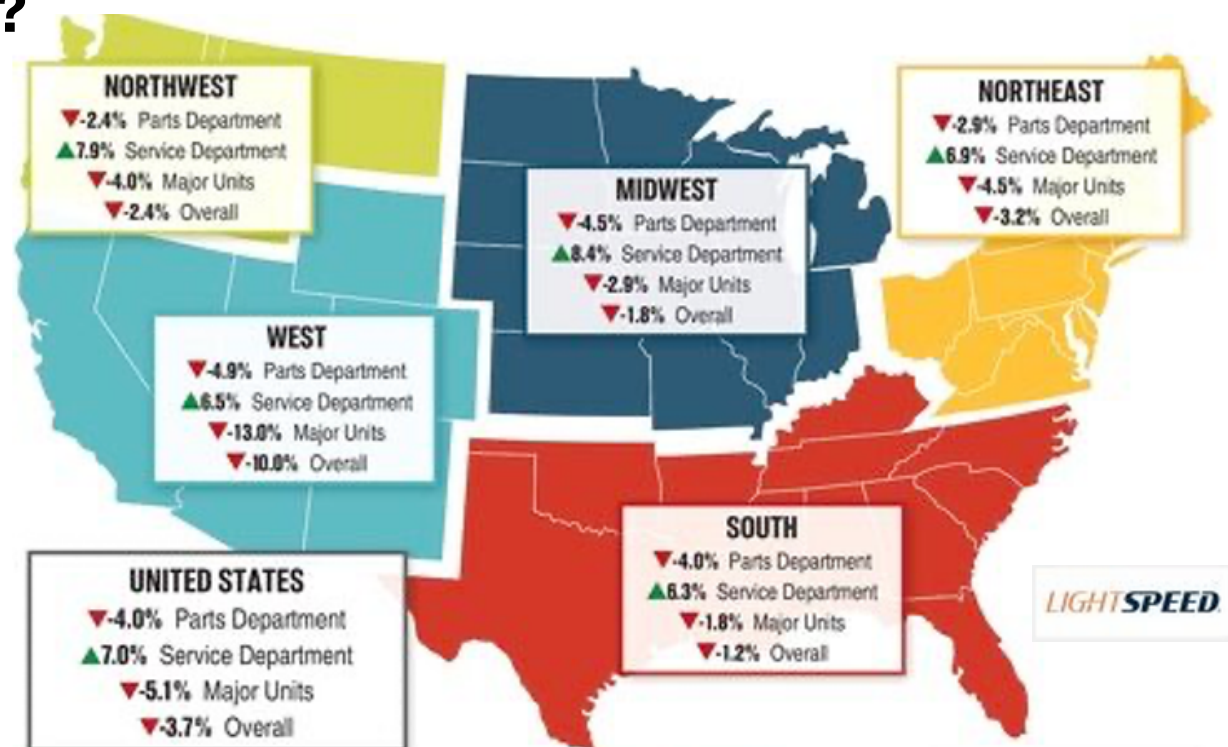 ?
NORTHWEST
▼-2.4% Parts Department
▲7.9% Service Department
▼-4.0% Major Units
▼-2.4% Overall
NORTHEAST
▼-2.9% Parts Department
▲6.9% Service Department
▼-4.5% Major Units
▼-3.2% Overall
MIDWEST
▼-4.5% Parts Department
▲8.4% Service Department
▼-2.9% Major Units
▼-1.8% Overall
WEST
▼-4.9% Parts Department
▲6.5% Service Department
▼-13.0% Major Units
▼-10.0% Overall
SOUTH
▼-4.0% Parts Department
▲6.3% Service Department
▼-1.8% Major Units
▼-1.2% Overall
UNITED STATES
▼-4.0% Parts Department
▲7.0% Service Department
▼-5.1% Major Units
▼-3.7% Overall
LIGHTSPEED